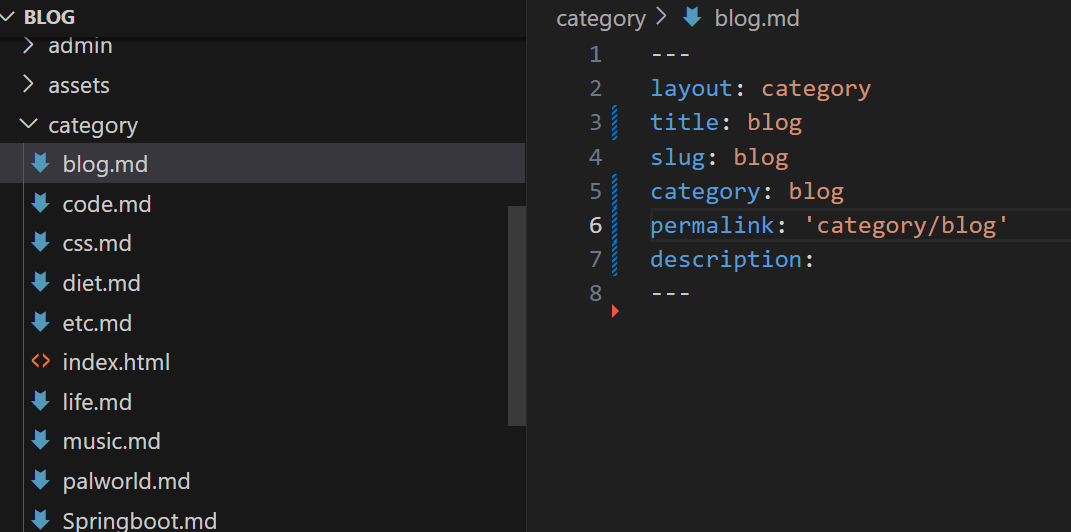 BLOG
admin
assets
category
blog.md
code.md
css.md
diet.md
etc.md
index.html
life.md
music.md
palworld.md
Springboot.md
category > blog.md
1 ---
2 layout: category
3 title: blog
4 slug: blog
5 category: blog
6 permalink: 'category/blog'
7 description:
8 ---